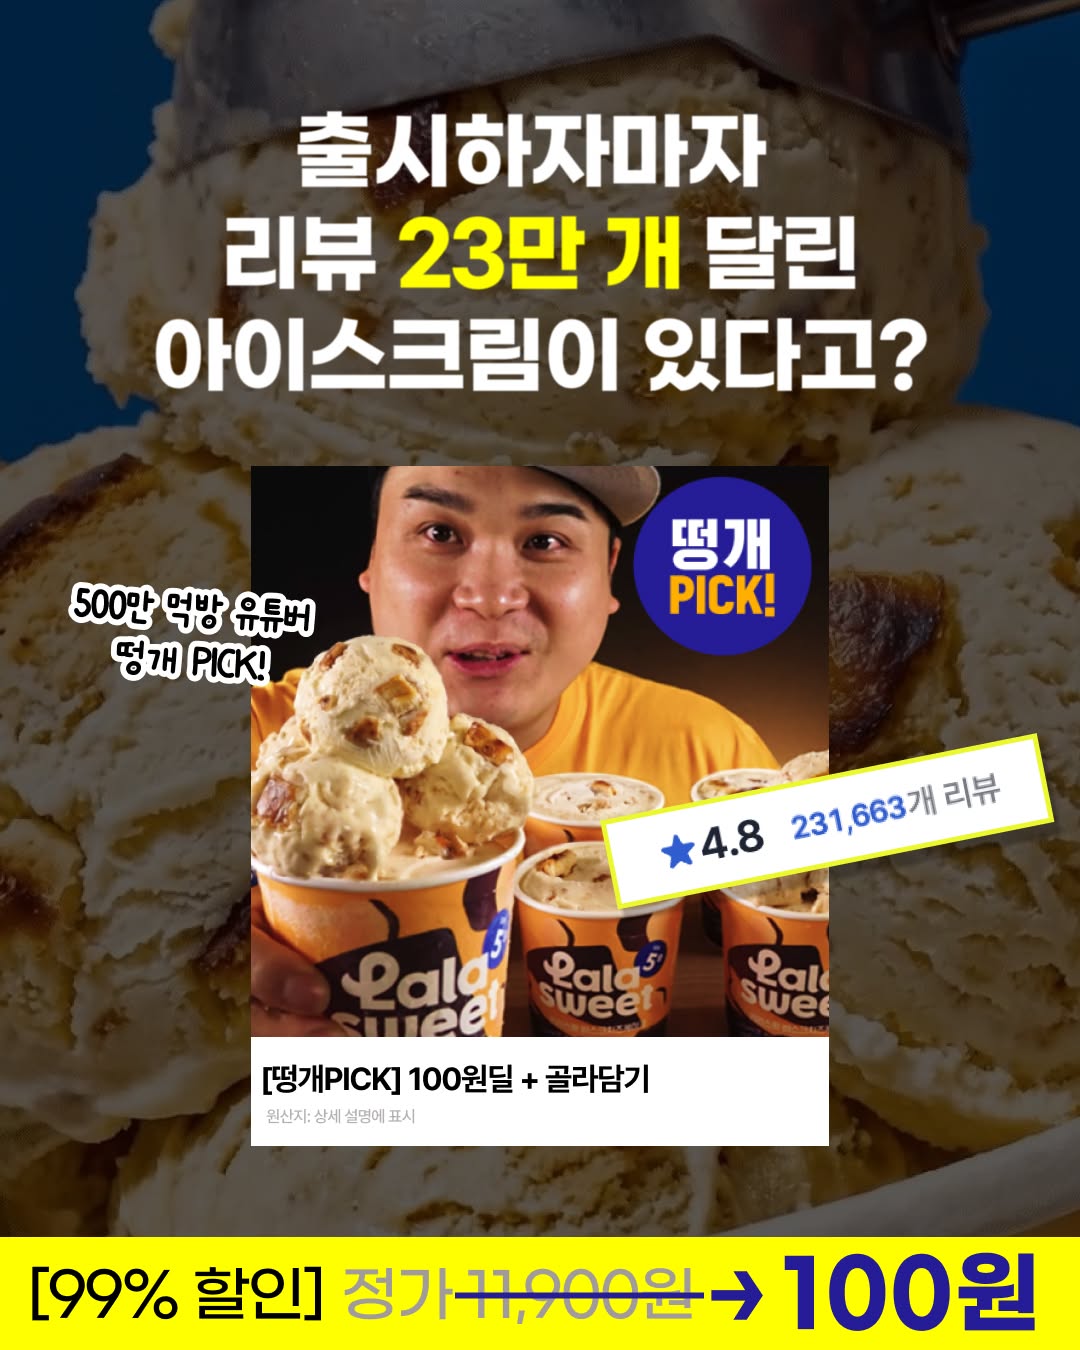 출시하자마자
리뷰 23만 개 달린
아이스크림이 있다고?
떵개
PICK!
500만 먹방 유튜버
떵개 PICK!
★4.8 231,663개 리뷰
5
5
Lala
sweet
Lala
sweet
Lala
sweet
[떵개PICK] 100원딜 + 골라담기
원산지: 상세 설명에 표시
[99% 할인] 정가 11,900원 → 100원